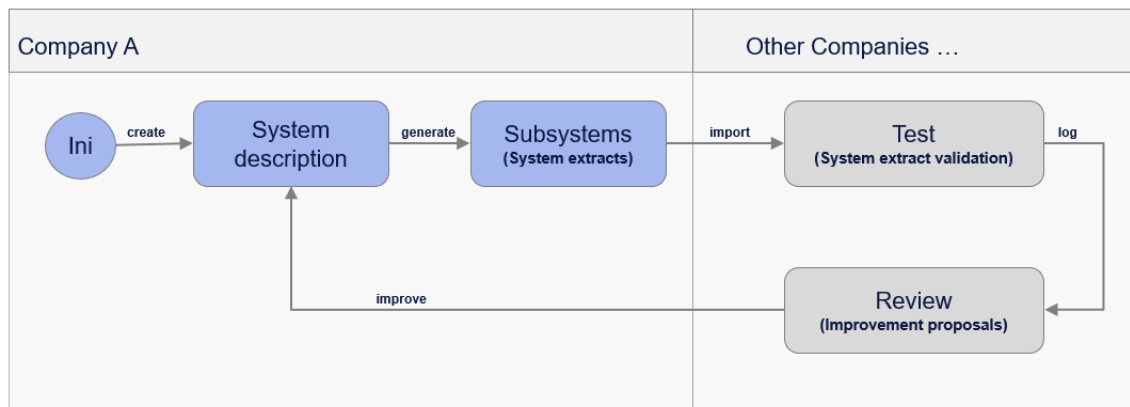 Company A
Other Companies …
Ini
create
System
description
generate
Subsystems
(System extracts)
import
Test
(System extract validation)
log
Review
(Improvement proposals)
improve